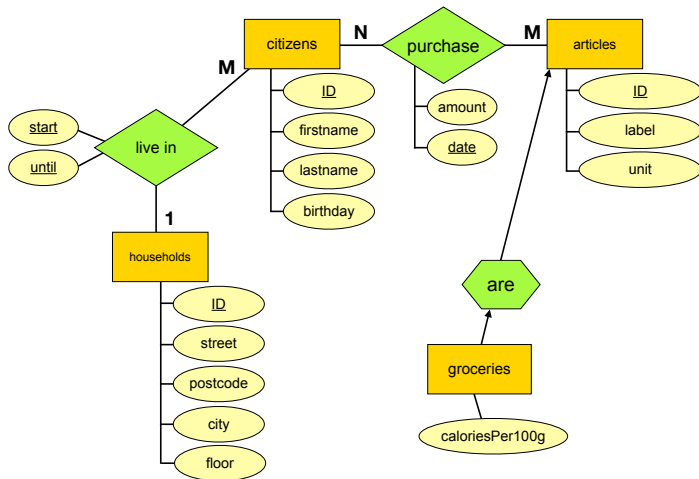 citizens
N
purchase
M
articles
M
ID
firstname
lastname
birthday
amount
date
ID
label
unit
start
until
live in
1
households
ID
street
postcode
city
floor
are
groceries
caloriesPer100g